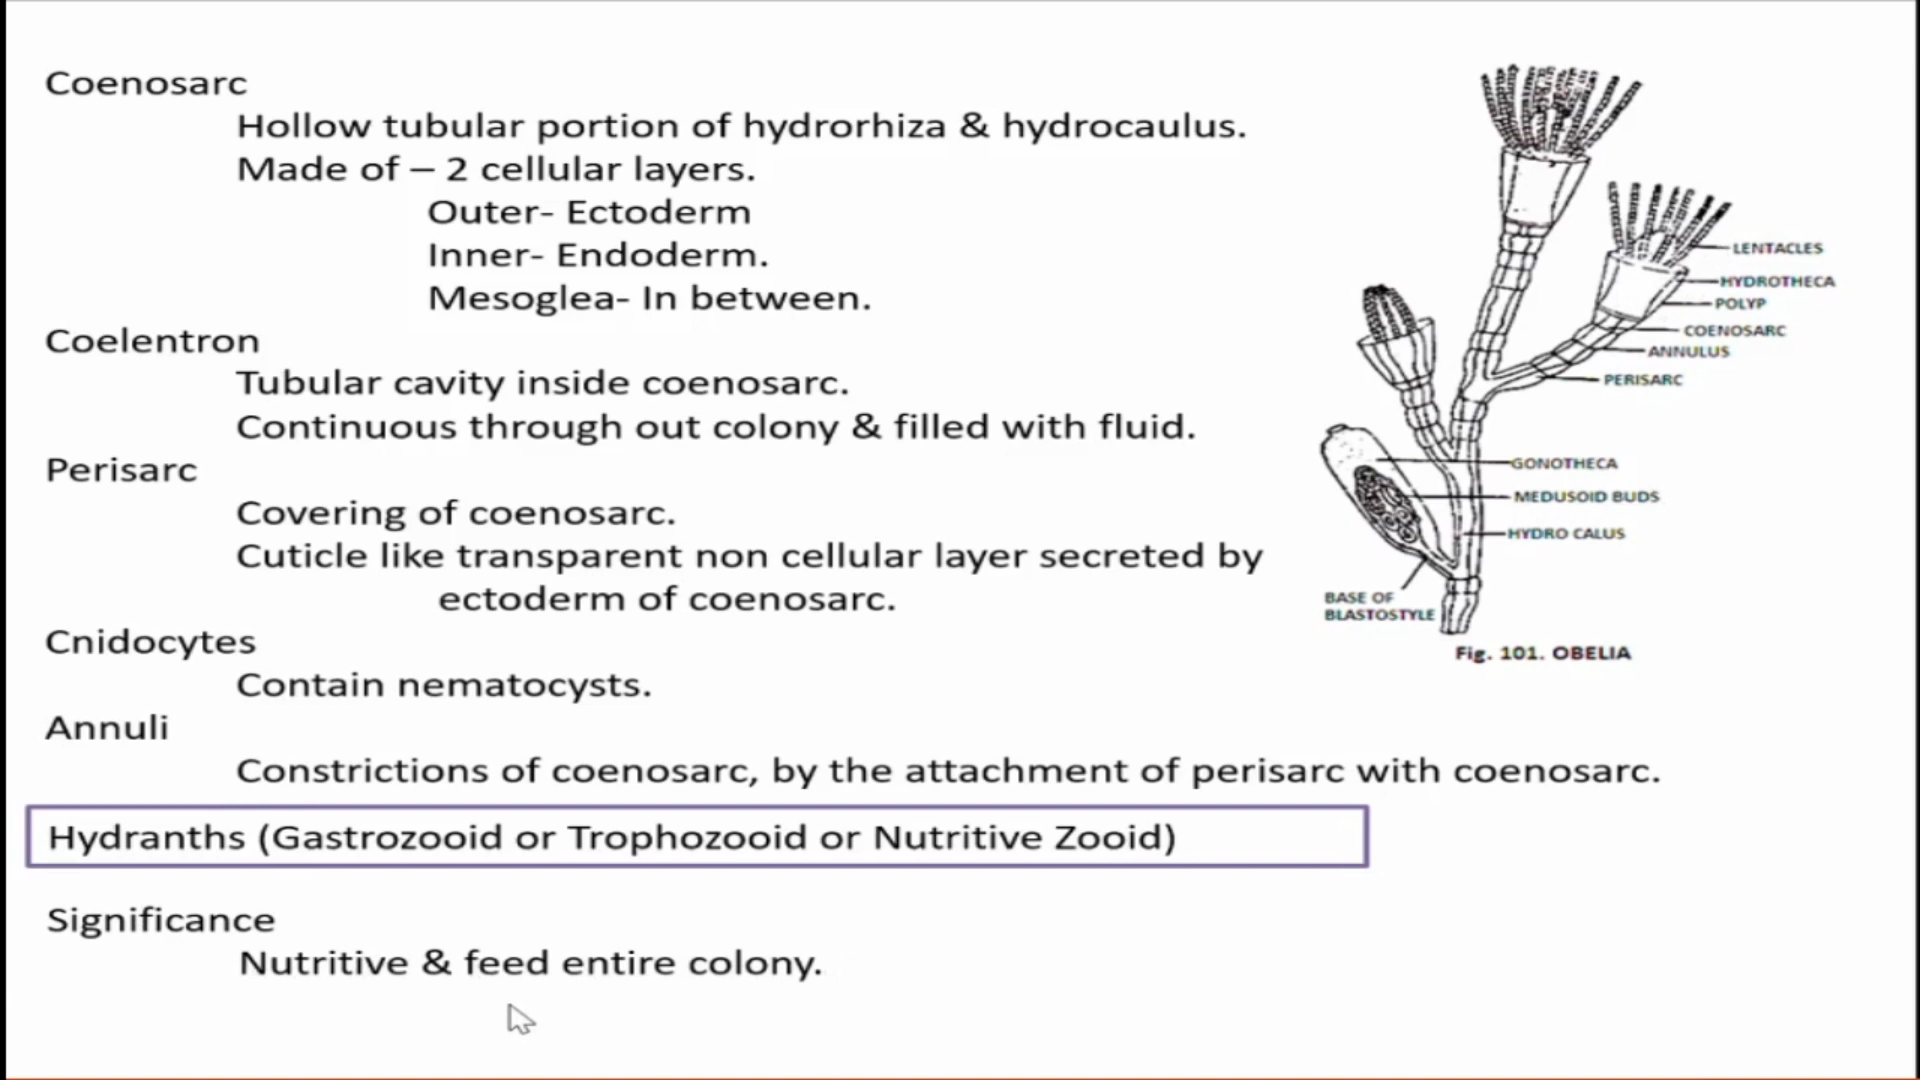 Coenosarc
Hollow tubular portion of hydrorhiza & hydrocaulus.
Made of – 2 cellular layers.
Outer- Ectoderm
Inner- Endoderm.
Mesoglea- In between.
Coelentron
Tubular cavity inside coenosarc.
Continuous through out colony & filled with fluid.
Perisarc
Covering of coenosarc.
Cuticle like transparent non cellular layer secreted by
ectoderm of coenosarc.
Cnidocytes
Contain nematocysts.
Annuli
Constrictions of coenosarc, by the attachment of perisarc with coenosarc.
Hydranths (Gastrozooid or Trophozooid or Nutritive Zooid)
Significance
Nutritive & feed entire colony.
LENTACLES
HYDROTHECA
POLYP
COENOSARC
ANNULUS
PERISARC
GONOTHECA
MEDUSOID BUDS
HYDRO CALUS
BASE OF
BLASTOSTYLE
Fig. 101. OBELIA